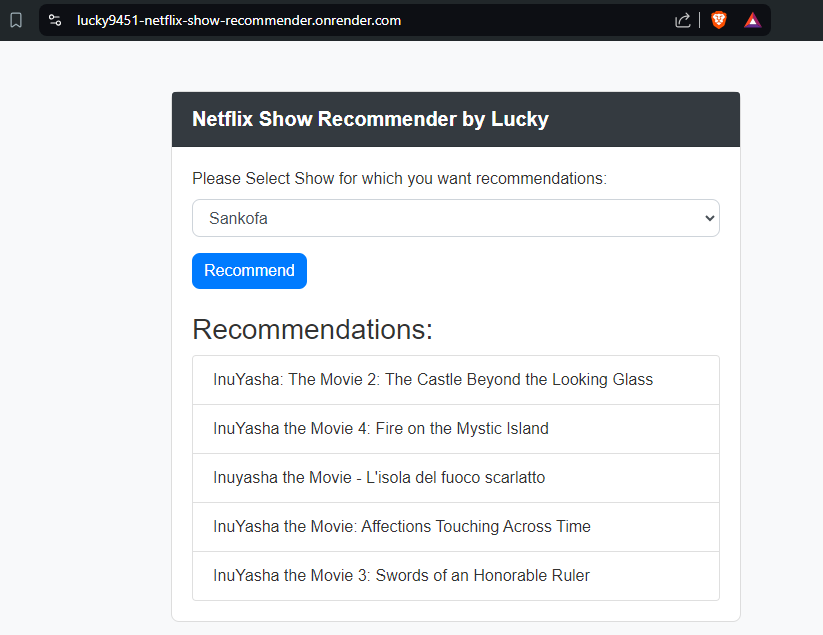 lucky9451-netflix-show-recommender.onrender.com
Netflix Show Recommender by Lucky
Please Select Show for which you want recommendations:
Sankofa
Recommend
Recommendations:
InuYasha: The Movie 2: The Castle Beyond the Looking Glass
InuYasha the Movie 4: Fire on the Mystic Island
Inuyasha the Movie - L'isola del fuoco scarlatto
InuYasha the Movie: Affections Touching Across Time
InuYasha the Movie 3: Swords of an Honorable Ruler